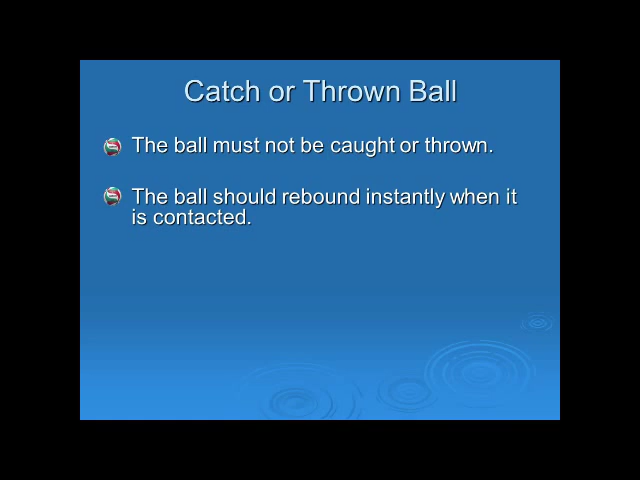 Catch or Thrown Ball
The ball must not be caught or thrown.
The ball should rebound instantly when it
is contacted.